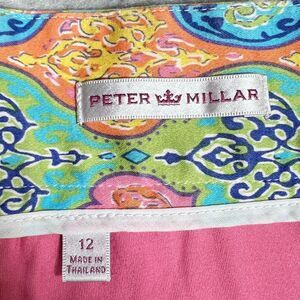 PETER MILLAR
12
MADE IN
THAILAND